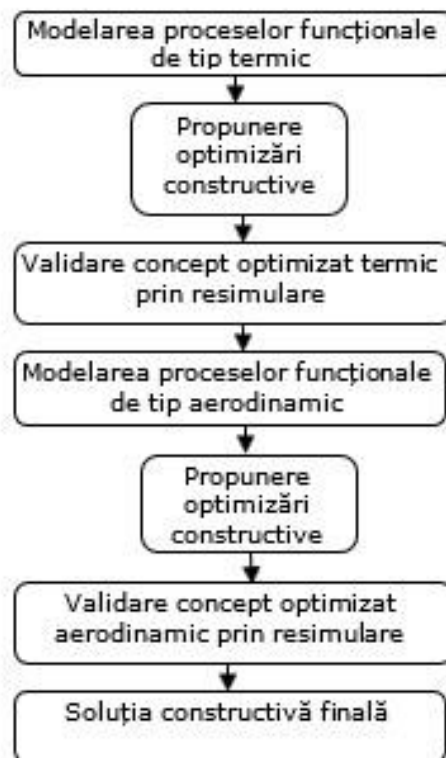 Modelarea proceselor funcționale
de tip termic
Propunere
optimizări
constructive
Validare concept optimizat termic
prin resimulare
Modelarea proceselor funcționale
de tip aerodinamic
Propunere
optimizări
constructive
Validare concept optimizat
aerodinamic prin resimulare
Soluția constructivă finală